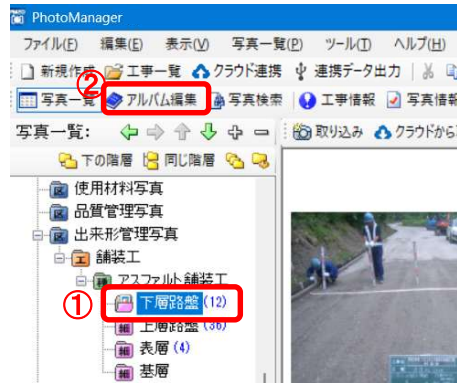 PhotoManager
ファイル(F) 編集(E) 表示(V) 写真一覧(P) ツール(T) ヘルプ(H)
新規作成 工事一覧 クラウド連携 連携データ出力
②
写真一覧 アルバム編集 写真検索 工事情報 写真情報
写真一覧: 取り込み クラウドから
下の階層 同じ階層
使用材料写真
品質管理写真
出来形管理写真
舗装工
アスファルト舗装工
① 下層路盤 (12)
上層路盤 (36)
表層 (4)
基層